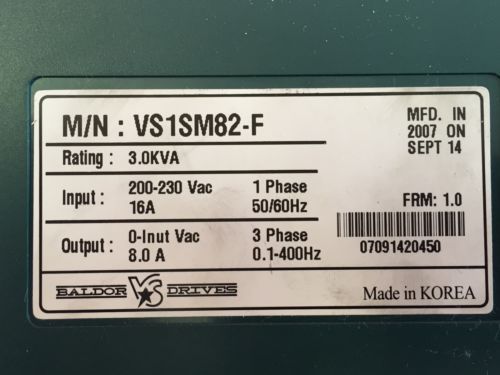 M/N : VS1SM82-F
MFD. IN
2007 ON
SEPT 14
Rating : 3.0KVA
Input : 200-230 Vac 1 Phase
16A 50/60Hz
FRM: 1.0
Output : 0-Inut Vac 3 Phase
8.0 A 0.1-400Hz
07091420450
BALDOR VS DRIVES
Made in KOREA